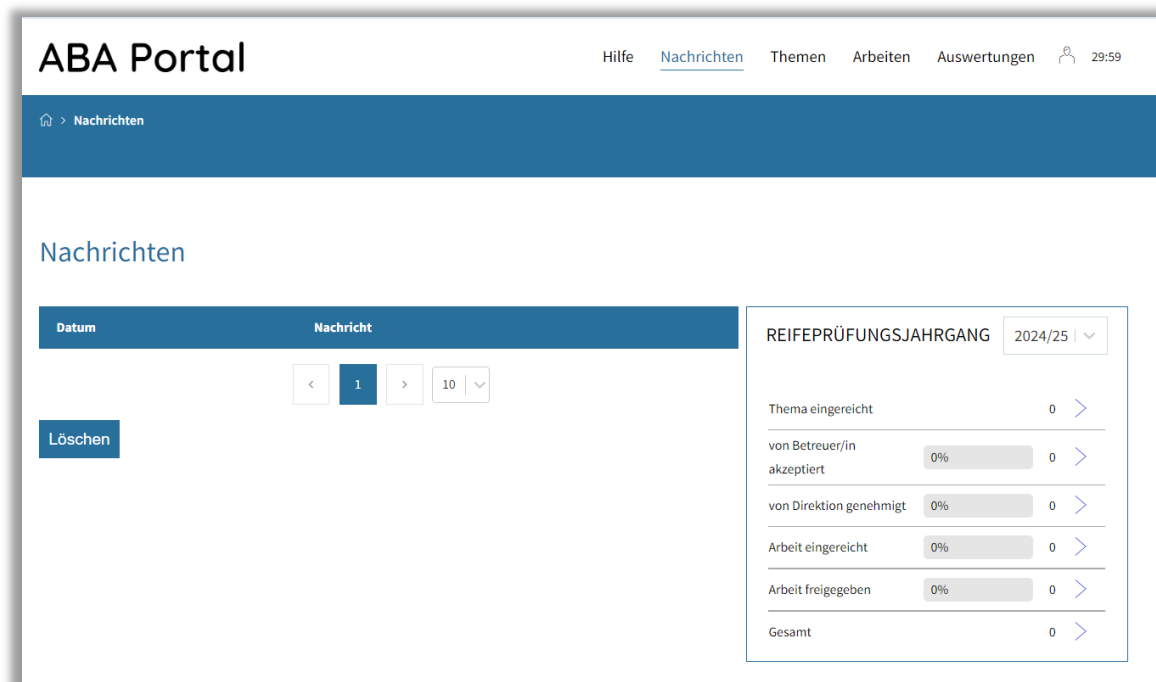 ABA Portal
Hilfe Nachrichten Themen Arbeiten Auswertungen 29:59
> Nachrichten
Nachrichten
Datum Nachricht
< 1 > 10
Löschen
REIFEPRÜFUNGSJAHRGANG 2024/25
Thema eingereicht 0
von Betreuer/in
akzeptiert 0% 0
von Direktion genehmigt 0% 0
Arbeit eingereicht 0% 0
Arbeit freigegeben 0% 0
Gesamt 0